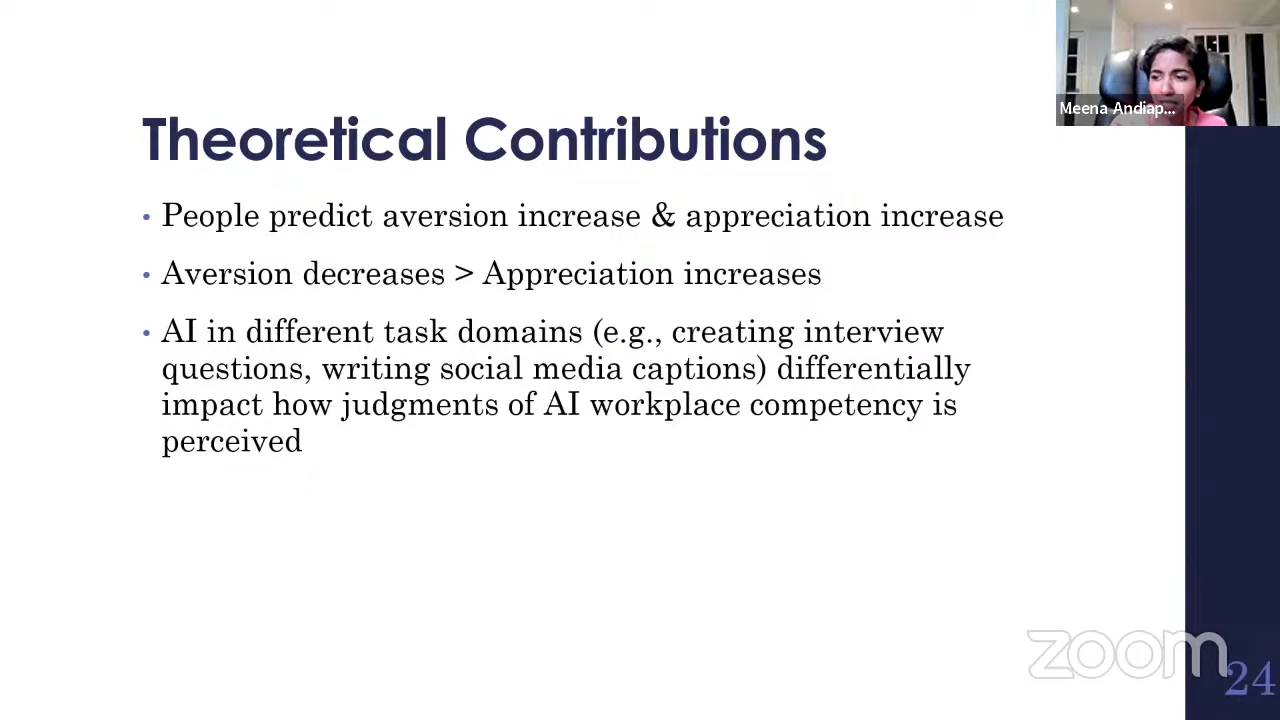 Meena Andiap...
Theoretical Contributions
• People predict aversion increase & appreciation increase
• Aversion decreases > Appreciation increases
• AI in different task domains (e.g., creating interview
questions, writing social media captions) differentially
impact how judgments of AI workplace competency is
perceived
zoom
24